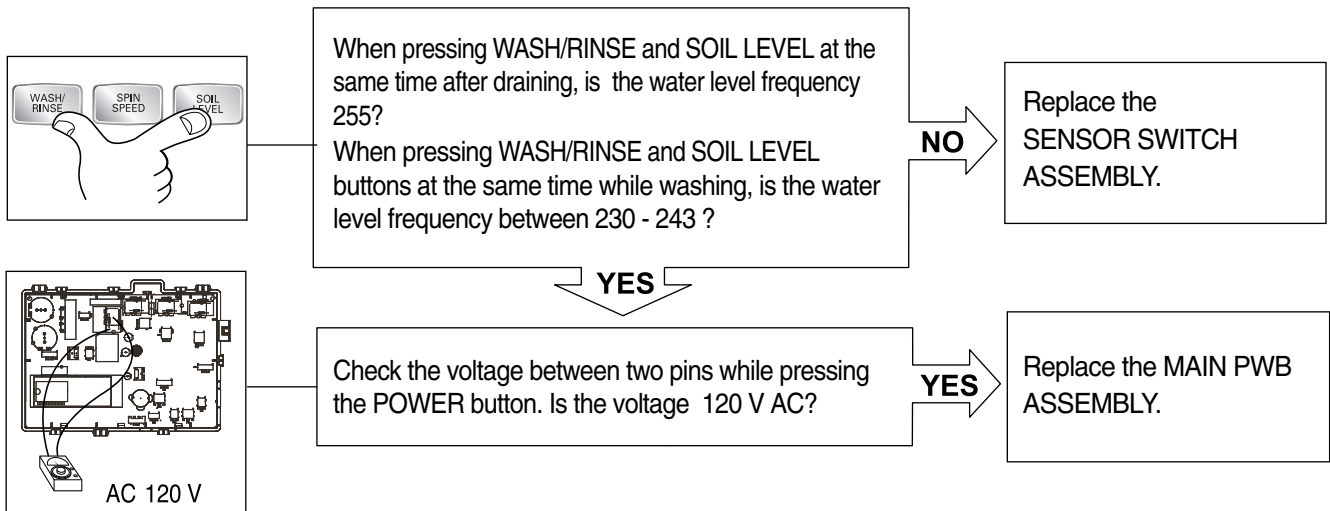 WASH/
RINSE
SPIN
SPEED
SOIL
LEVEL
When pressing WASH/RINSE and SOIL LEVEL at the
same time after draining, is the water level frequency
255?
When pressing WASH/RINSE and SOIL LEVEL
buttons at the same time while washing, is the water
level frequency between 230 - 243 ?
NO
Replace the
SENSOR SWITCH
ASSEMBLY.
YES
AC 120 V
Check the voltage between two pins while pressing
the POWER button. Is the voltage 120 V AC?
YES
Replace the MAIN PWB
ASSEMBLY.